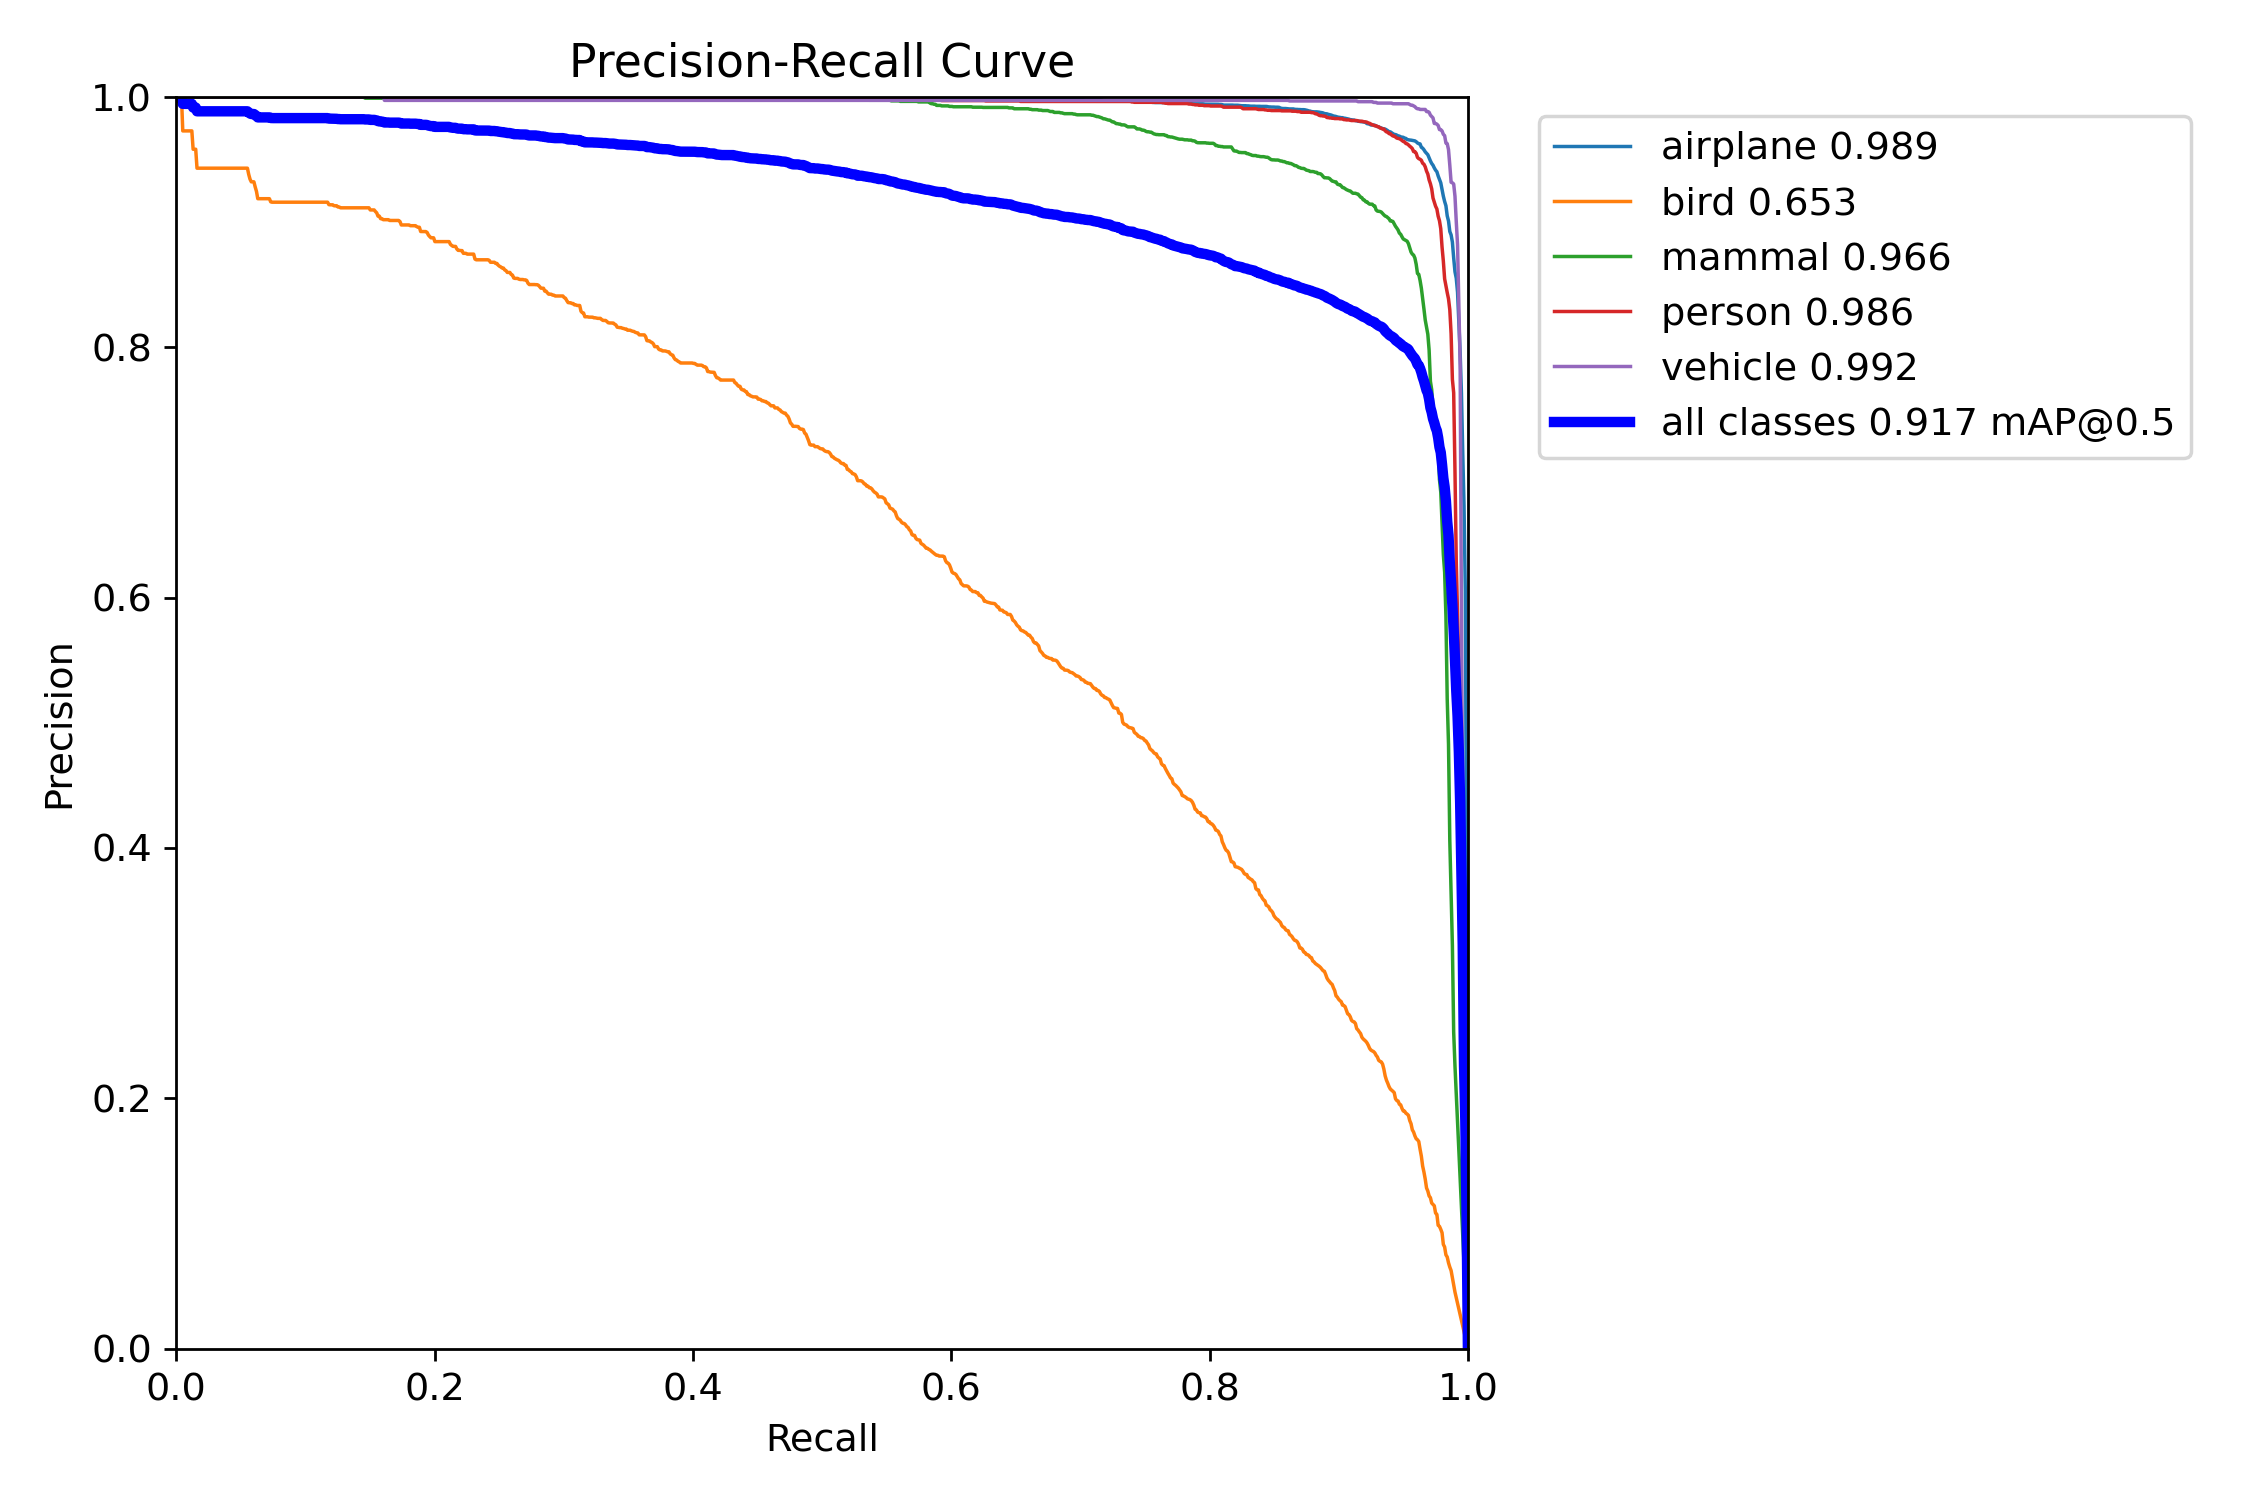 Precision-Recall Curve
1.0
0.8
0.6
0.4
0.2
0.0
Precision
0.0 0.2 0.4 0.6 0.8 1.0
Recall
airplane 0.989
bird 0.653
mammal 0.966
person 0.986
vehicle 0.992
all classes 0.917 mAP@0.5